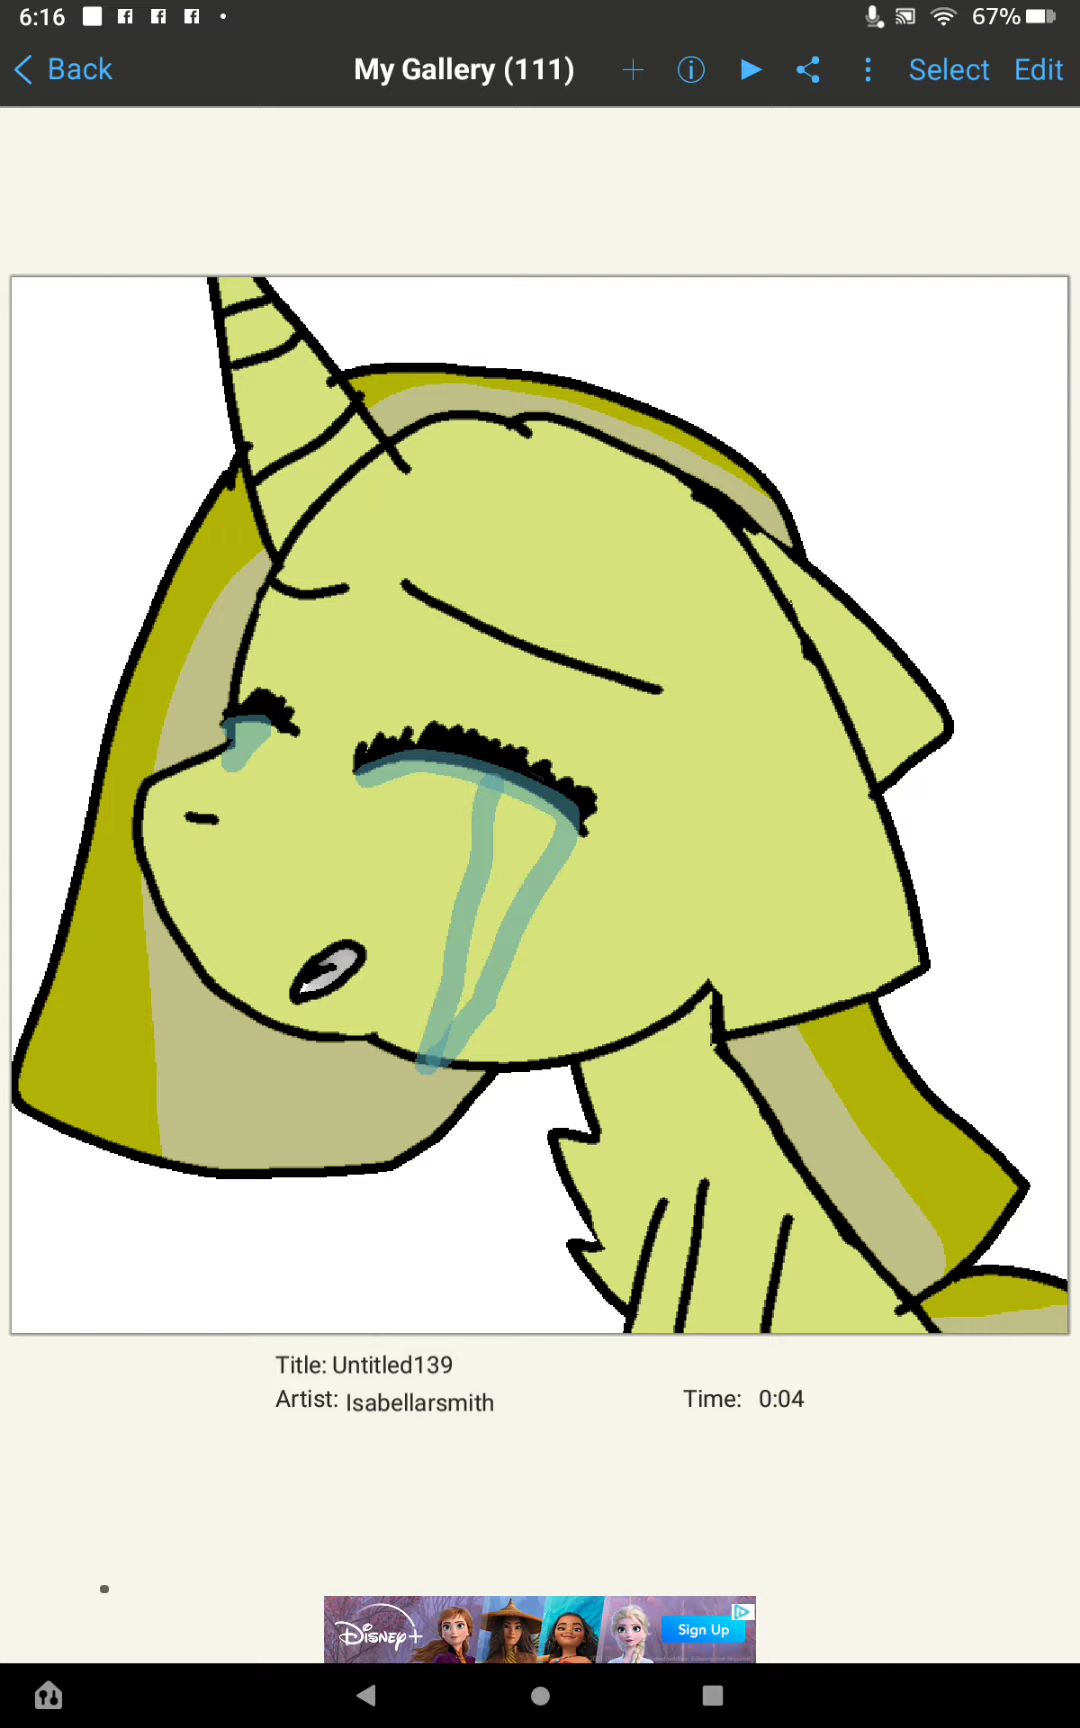 6:16
67%
Back
My Gallery (111)
Select
Edit
Title: Untitled139
Artist: Isabellarsmith
Time: 0:04
Disney+
Sign Up